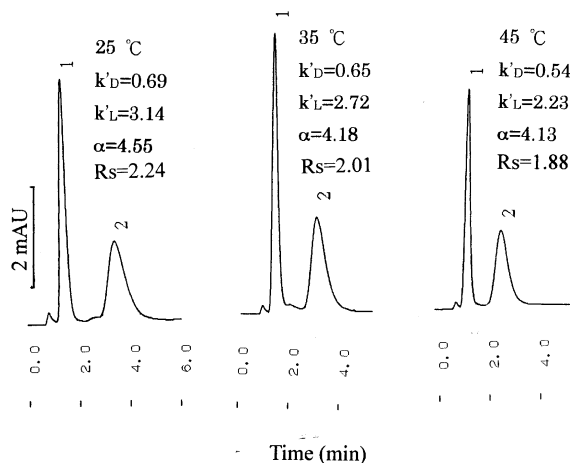 1
25 ℃
k'D=0.69
k'L=3.14
α=4.55
Rs=2.24
2
2 mAU
0.0
2.0
4.0
6.0
1
35 ℃
k'D=0.65
k'L=2.72
α=4.18
Rs=2.01
2
0.0
2.0
4.0
1
45 ℃
k'D=0.54
k'L=2.23
α=4.13
Rs=1.88
2
0.0
2.0
4.0
Time (min)